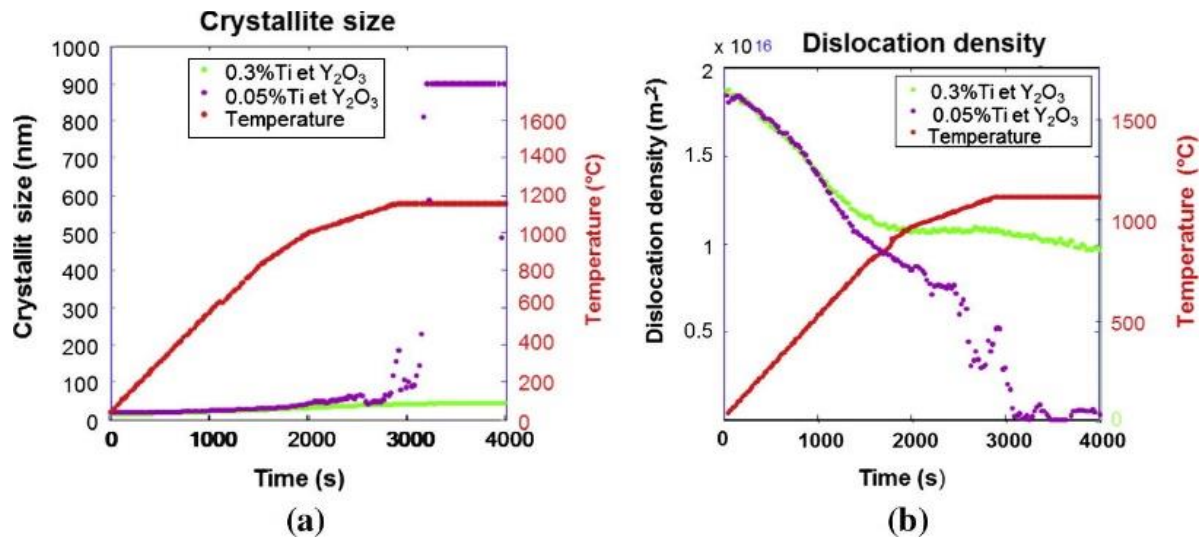 Crystallite size
1000
900
800
700
600
500
400
300
200
100
0
Crystallit size (nm)
0.3%Ti et Y₂O₃
0.05%Ti et Y₂O₃
Temperature
1600
1400
1200
1000
800
600
400
200
0
Temperature (°C)
0 1000 2000 3000 4000
Time (s)
(a)
x 10 16
Dislocation density
2
1.5
1
0.5
Dislocation density (m⁻²)
0.3%Ti et Y₂O₃
0.05%Ti et Y₂O₃
Temperature
1500
1000
500
0
Temperature (°C)
0 1000 2000 3000 4000
Time (s)
(b)